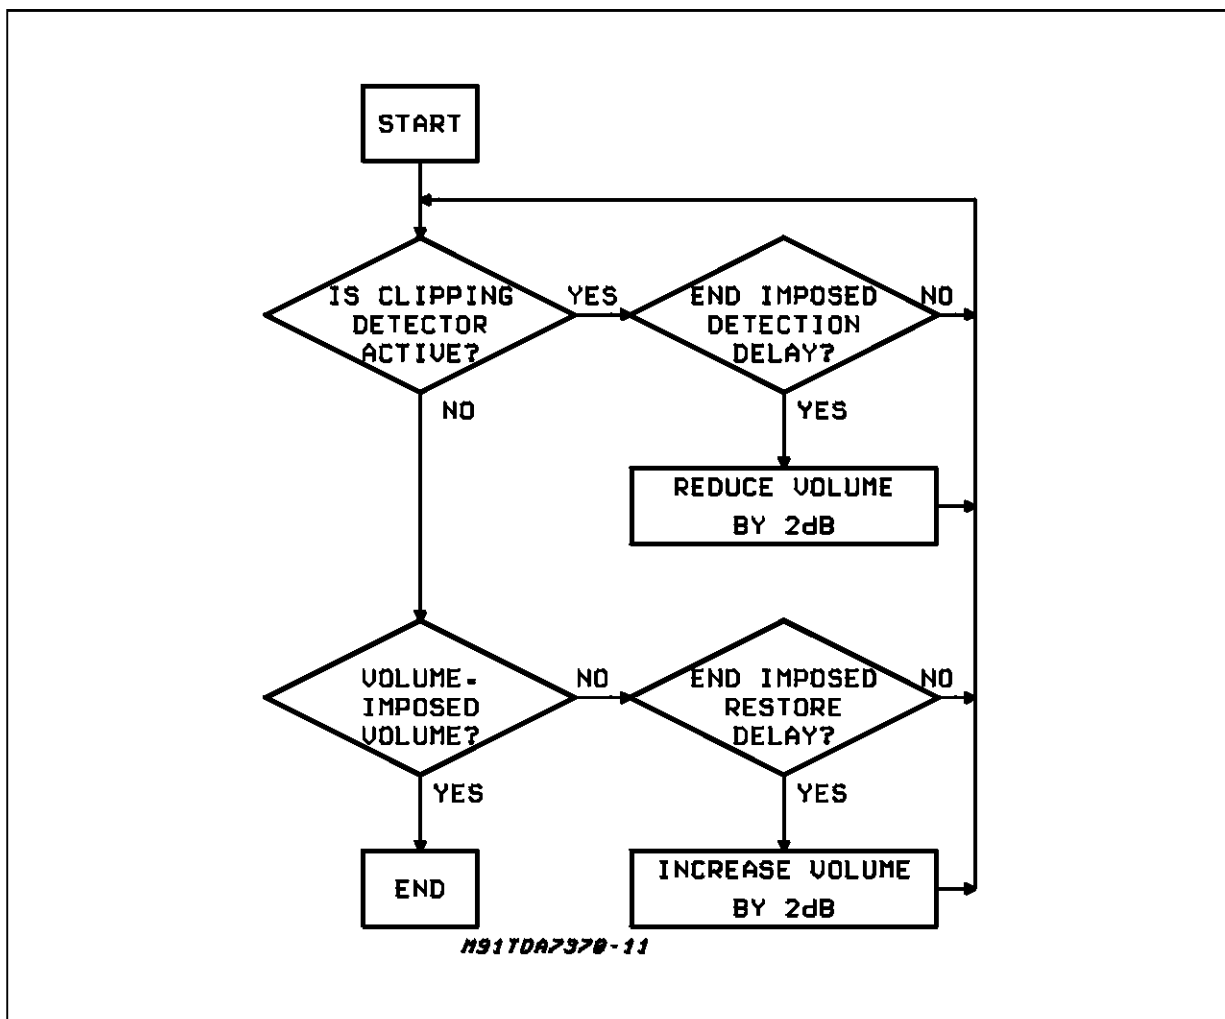 START
IS CLIPPING
DETECTOR
ACTIVE?
YES
END IMPOSED
DETECTION
DELAY?
NO
NO
YES
REDUCE VOLUME
BY 2dB
VOLUME=
IMPOSED
VOLUME?
NO
END IMPOSED
RESTORE
DELAY?
NO
YES
YES
END
INCREASE VOLUME
BY 2dB
M91TDA7370-11